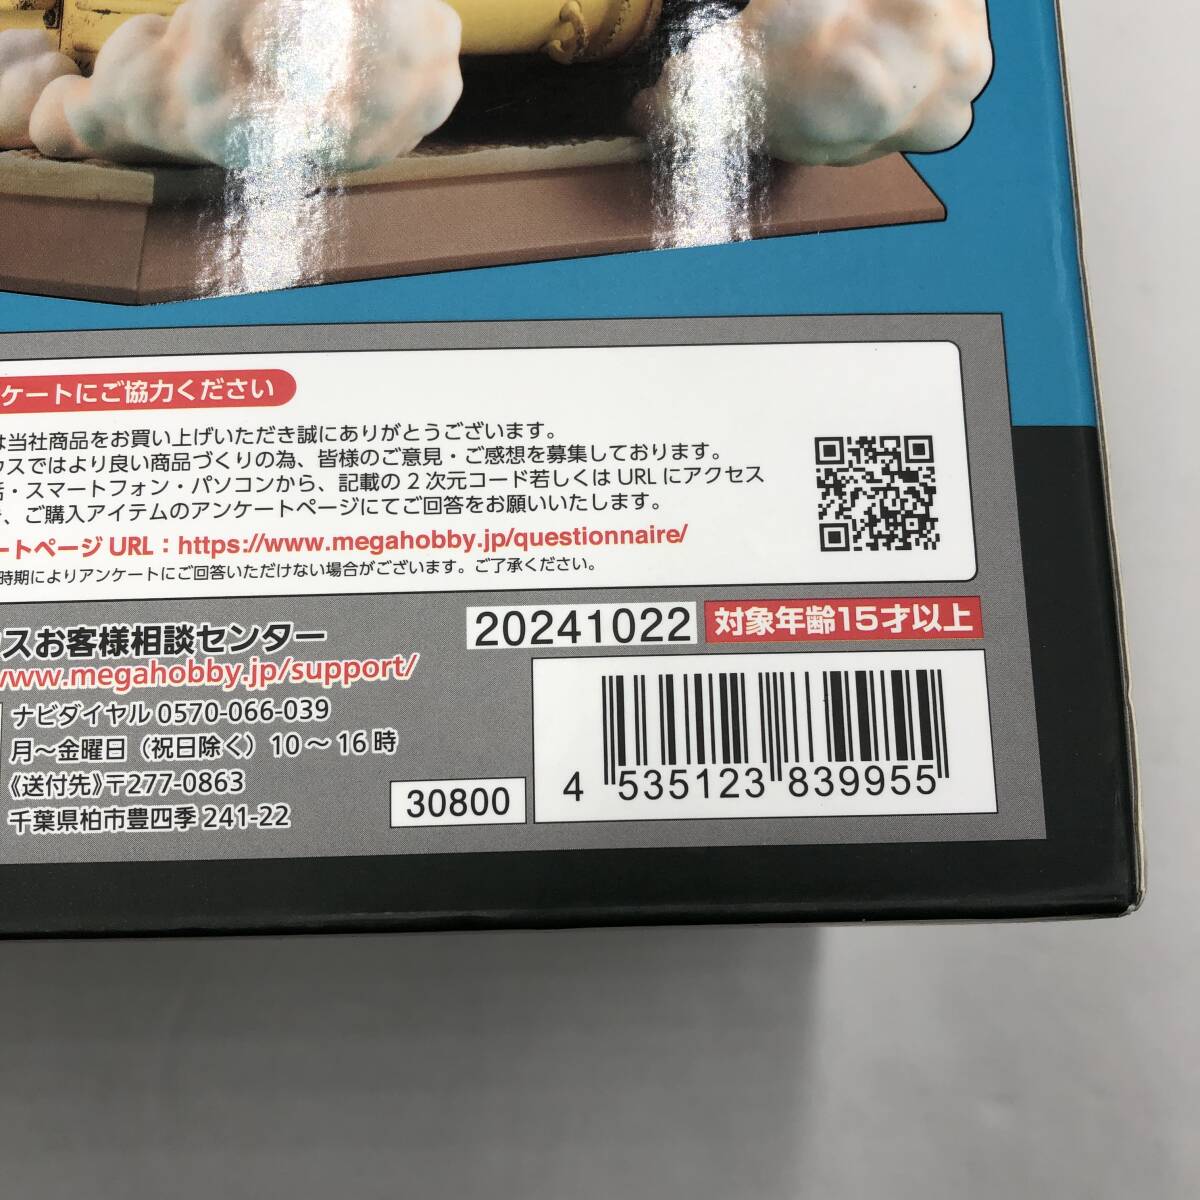 ケートにご協力ください
は当社商品をお買い上げいただき誠にありがとうございます。
ウスではより良い商品づくりの為、皆様のご意見・ご感想を募集しております。
話・スマートフォン・パソコンから、記載の2次元コード若しくはURLにアクセス
、ご購入アイテムのアンケートページにてご回答をお願いいたします。
ートページURL：https://www.megahobby.jp/questionnaire/
時期によりアンケートにご回答いただけない場合がございます。ご了承ください。
ウスお客様相談センター
www.megahobby.jp/support/
ナビダイヤル 0570-066-039
月～金曜日（祝日除く）10～16時
《送付先》〒277-0863
千葉県柏市豊四季 241-22
20241022
対象年齢15才以上
30800
4 535123 839955